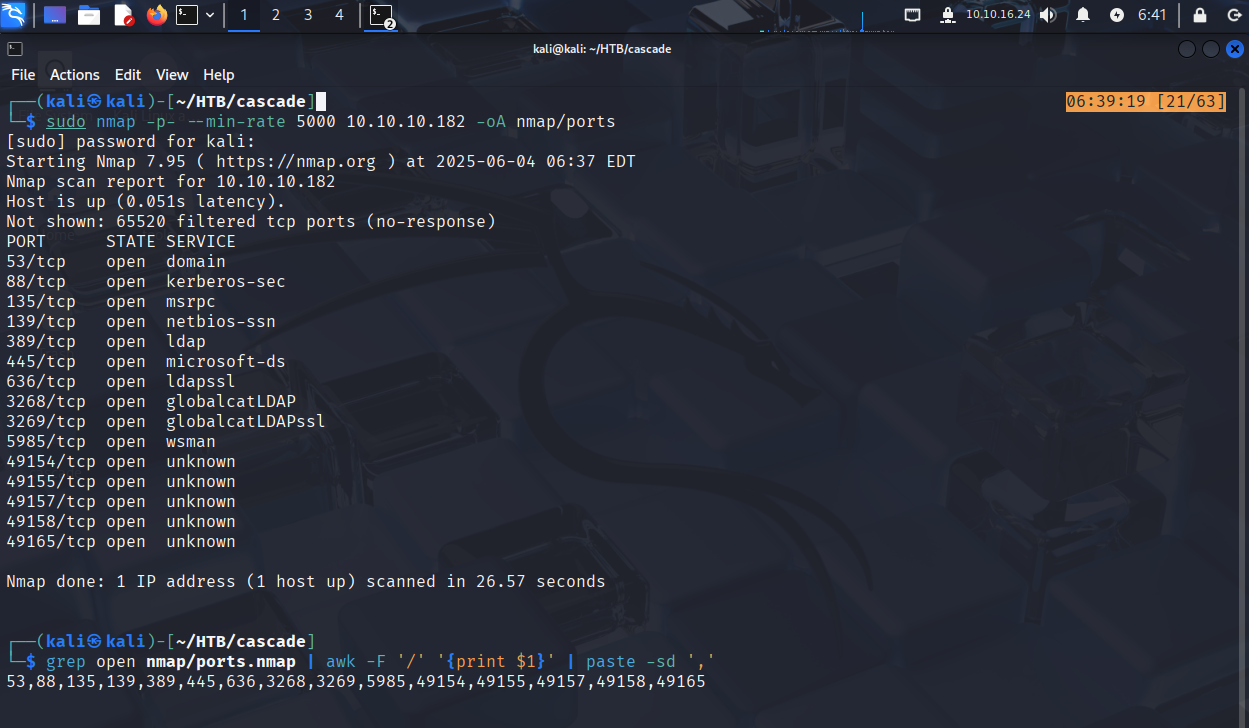 1 2 3 4 2 10.10.16.24 6:41
kali@kali: ~/HTB/cascade
File Actions Edit View Help
┌──(kali㉿kali)-[~/HTB/cascade] 06:39:19 [21/63]
└─$ sudo nmap -p- --min-rate 5000 10.10.10.182 -oA nmap/ports
[sudo] password for kali:
Starting Nmap 7.95 ( https://nmap.org ) at 2025-06-04 06:37 EDT
Nmap scan report for 10.10.10.182
Host is up (0.051s latency).
Not shown: 65520 filtered tcp ports (no-response)
PORT      STATE SERVICE
53/tcp    open  domain
88/tcp    open  kerberos-sec
135/tcp   open  msrpc
139/tcp   open  netbios-ssn
389/tcp   open  ldap
445/tcp   open  microsoft-ds
636/tcp   open  ldapssl
3268/tcp  open  globalcatLDAP
3269/tcp  open  globalcatLDAPssl
5985/tcp  open  wsman
49154/tcp open  unknown
49155/tcp open  unknown
49157/tcp open  unknown
49158/tcp open  unknown
49165/tcp open  unknown
Nmap done: 1 IP address (1 host up) scanned in 26.57 seconds
┌──(kali㉿kali)-[~/HTB/cascade]
└─$ grep open nmap/ports.nmap | awk -F '/' '{print $1}' | paste -sd ','
53,88,135,139,389,445,636,3268,3269,5985,49154,49155,49157,49158,49165